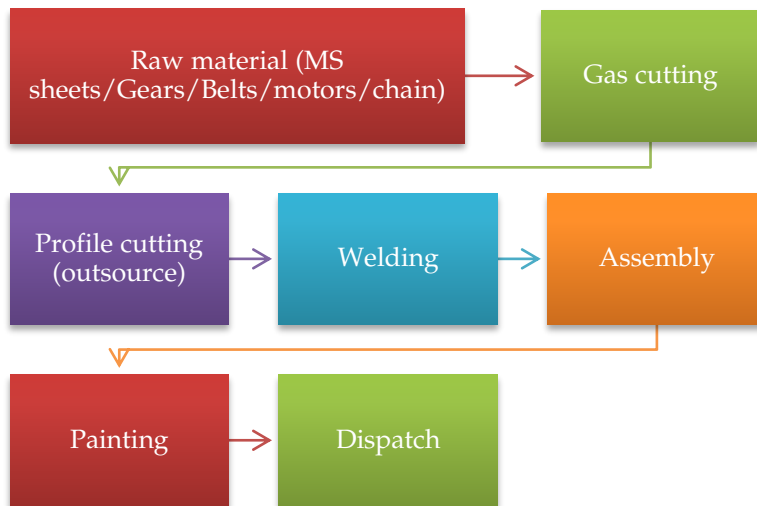 Raw material (MS
sheets/Gears/Belts/motors/chain)
Gas cutting
Profile cutting
(outsource)
Welding
Assembly
Painting
Dispatch